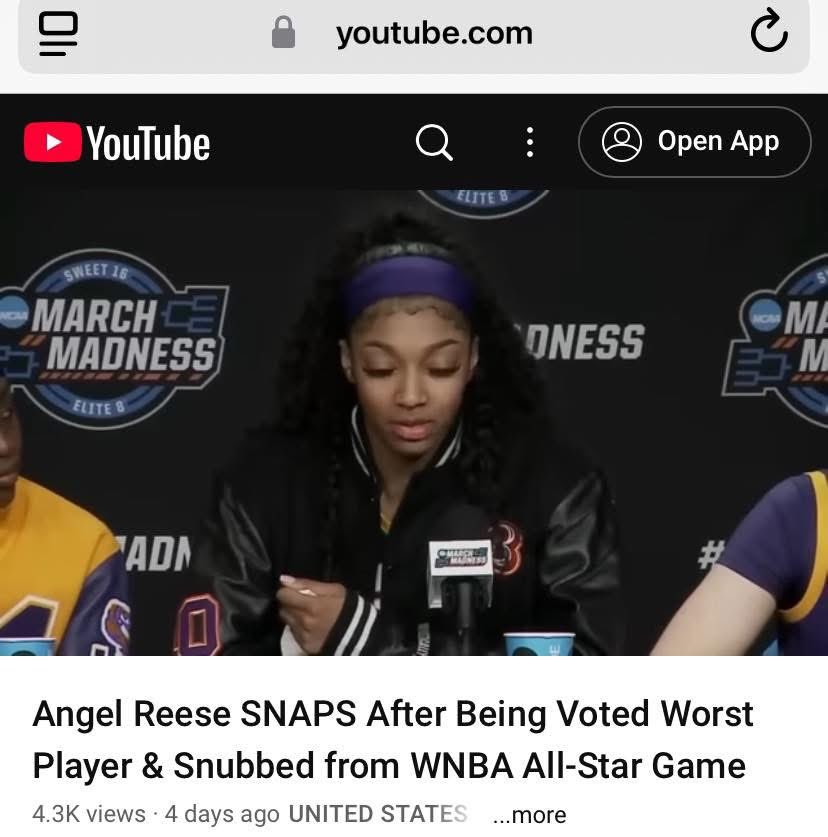 youtube.com
YouTube
Open App
ELITE 8
SWEET 16
NCAA
MARCH
MADNESS
ELITE 8
DNESS
NCAA
MA
M
MADN
#
MARCH
MADNESS
Angel Reese SNAPS After Being Voted Worst
Player & Snubbed from WNBA All-Star Game
4.3K views · 4 days ago UNITED STATES ...more